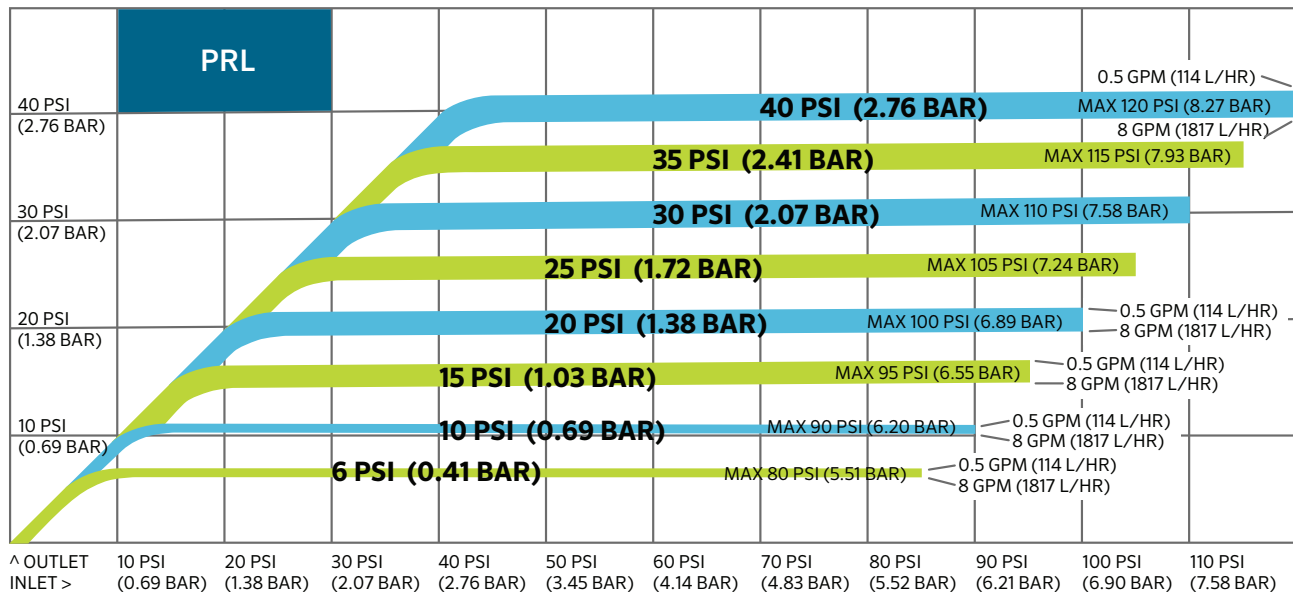 PRL
0.5 GPM (114 L/HR)
40 PSI
(2.76 BAR)
40 PSI (2.76 BAR)
MAX 120 PSI (8.27 BAR)
8 GPM (1817 L/HR)
35 PSI (2.41 BAR)
MAX 115 PSI (7.93 BAR)
30 PSI
(2.07 BAR)
30 PSI (2.07 BAR)
MAX 110 PSI (7.58 BAR)
25 PSI (1.72 BAR)
MAX 105 PSI (7.24 BAR)
20 PSI
(1.38 BAR)
20 PSI (1.38 BAR)
MAX 100 PSI (6.89 BAR)
0.5 GPM (114 L/HR)
8 GPM (1817 L/HR)
15 PSI (1.03 BAR)
MAX 95 PSI (6.55 BAR)
0.5 GPM (114 L/HR)
8 GPM (1817 L/HR)
10 PSI
(0.69 BAR)
10 PSI (0.69 BAR)
MAX 90 PSI (6.20 BAR)
0.5 GPM (114 L/HR)
8 GPM (1817 L/HR)
6 PSI (0.41 BAR)
MAX 80 PSI (5.51 BAR)
0.5 GPM (114 L/HR)
8 GPM (1817 L/HR)
^ OUTLET
INLET >
10 PSI
(0.69 BAR)
20 PSI
(1.38 BAR)
30 PSI
(2.07 BAR)
40 PSI
(2.76 BAR)
50 PSI
(3.45 BAR)
60 PSI
(4.14 BAR)
70 PSI
(4.83 BAR)
80 PSI
(5.52 BAR)
90 PSI
(6.21 BAR)
100 PSI
(6.90 BAR)
110 PSI
(7.58 BAR)